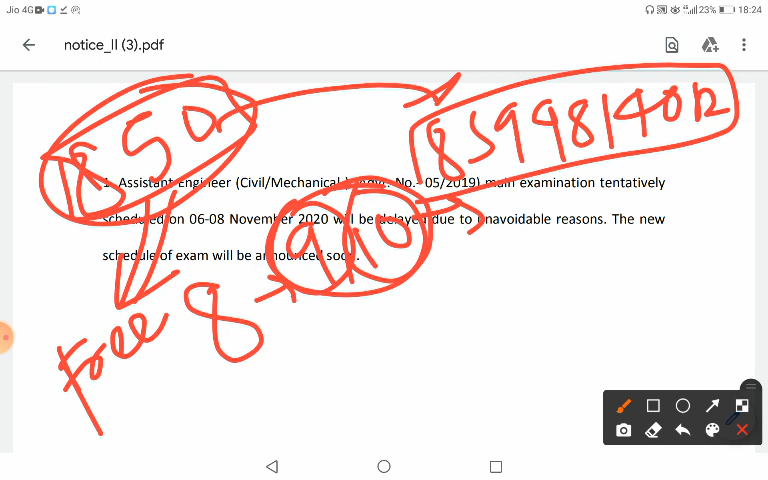 Jio 4G 23% 18:24
notice_II (3).pdf
1850 8599814012
1. Assistant Engineer (Civil/Mechanical) Advt. No.- 05/2019) main examination tentatively
scheduled on 06-08 November 2020 will be delayed due to unavoidable reasons. The new
schedule of exam will be announced soon.
9 10
Free 8